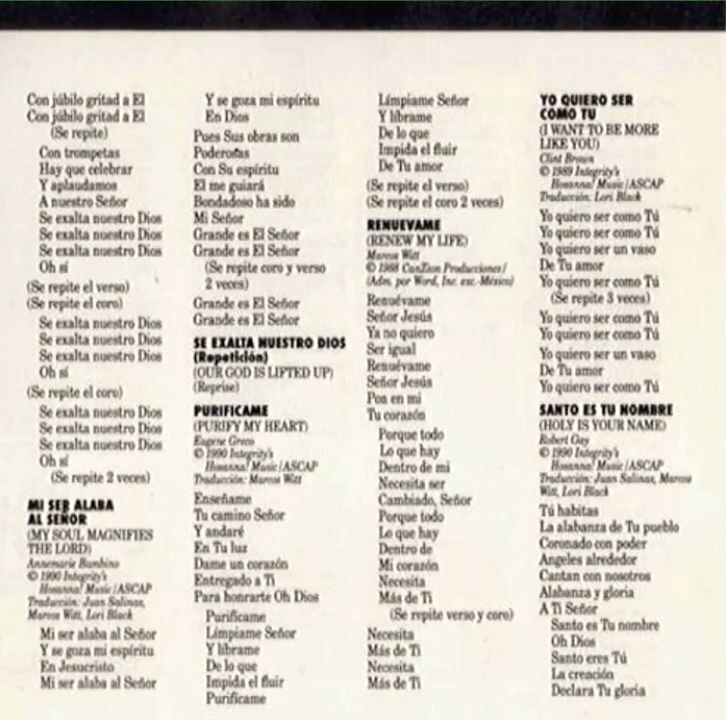 Con júbilo gritad a El
Con júbilo gritad a El
(Se repite)
Con trompetas
Hay que celebrar
Y aplaudamos
A nuestro Señor
Se exalta nuestro Dios
Se exalta nuestro Dios
Se exalta nuestro Dios
Oh sí
(Se repite el verso)
(Se repite el coro)
Se exalta nuestro Dios
Se exalta nuestro Dios
Se exalta nuestro Dios
Oh sí
(Se repite el coro)
Se exalta nuestro Dios
Se exalta nuestro Dios
Se exalta nuestro Dios
Oh sí
(Se repite 2 veces)
MI SER ALABA
AL SEÑOR
(MY SOUL MAGNIFIES
THE LORD)
Annemarie Bambino
© 1990 Integrity's
Hosanna! Music/ASCAP
Traducción: Juan Salinas,
Marcos Witt, Lori Black
Mi ser alaba al Señor
Y se goza mi espíritu
En Jesucristo
Mi ser alaba al Señor
Y se goza mi espíritu
En Dios
Pues Sus obras son
Poderosas
Con Su espíritu
El me guiará
Bondadoso ha sido
Mi Señor
Grande es El Señor
Grande es El Señor
(Se repite coro y verso
2 veces)
Grande es El Señor
Grande es El Señor
SE EXALTA NUESTRO DIOS
(Repetición)
(OUR GOD IS LIFTED UP)
(Reprise)
PURIFICAME
(PURIFY MY HEART)
Eugene Greco
© 1990 Integrity's
Hosanna! Music/ASCAP
Traducción: Marcos Witt
Enseñame
Tu camino Señor
Y andaré
En Tu luz
Dame un corazón
Entregado a Ti
Para honrarte Oh Dios
Purifícame
Límpiame Señor
Y líbrame
De lo que
Impida el fluir
Purifícame
Límpiame Señor
Y líbrame
De lo que
Impida el fluir
De Tu amor
(Se repite el verso)
(Se repite el coro 2 veces)
RENUEVAME
(RENEW MY LIFE)
Marcos Witt
© 1988 CanZion Producciones/
(Adm. por Word, Inc. exc.-México)
Renuévame
Señor Jesús
Ya no quiero
Ser igual
Renuévame
Señor Jesús
Pon en mi
Tu corazón
Porque todo
Lo que hay
Dentro de mi
Necesita ser
Cambiado, Señor
Porque todo
Lo que hay
Dentro de
Mi corazón
Necesita
Más de Ti
(Se repite verso y coro)
Necesita
Más de Ti
Necesita
Más de Ti
YO QUIERO SER
COMO TU
(I WANT TO BE MORE
LIKE YOU)
Clint Brown
© 1989 Integrity's
Hosanna! Music/ASCAP
Traducción: Lori Black
Yo quiero ser como Tú
Yo quiero ser como Tú
Yo quiero ser un vaso
De Tu amor
Yo quiero ser como Tú
(Se repite 3 veces)
Yo quiero ser como Tú
Yo quiero ser como Tú
Yo quiero ser un vaso
De Tu amor
Yo quiero ser como Tú
SANTO ES TU NOMBRE
(HOLY IS YOUR NAME)
Robert Gay
© 1990 Integrity's
Hosanna! Music/ASCAP
Traducción: Juan Salinas, Marcos
Witt, Lori Black
Tú habitas
La alabanza de Tu pueblo
Coronado con poder
Angeles alrededor
Cantan con nosotros
Alabanza y gloria
A Ti Señor
Santo es Tu nombre
Oh Dios
Santo eres Tú
La creación
Declara Tu gloria